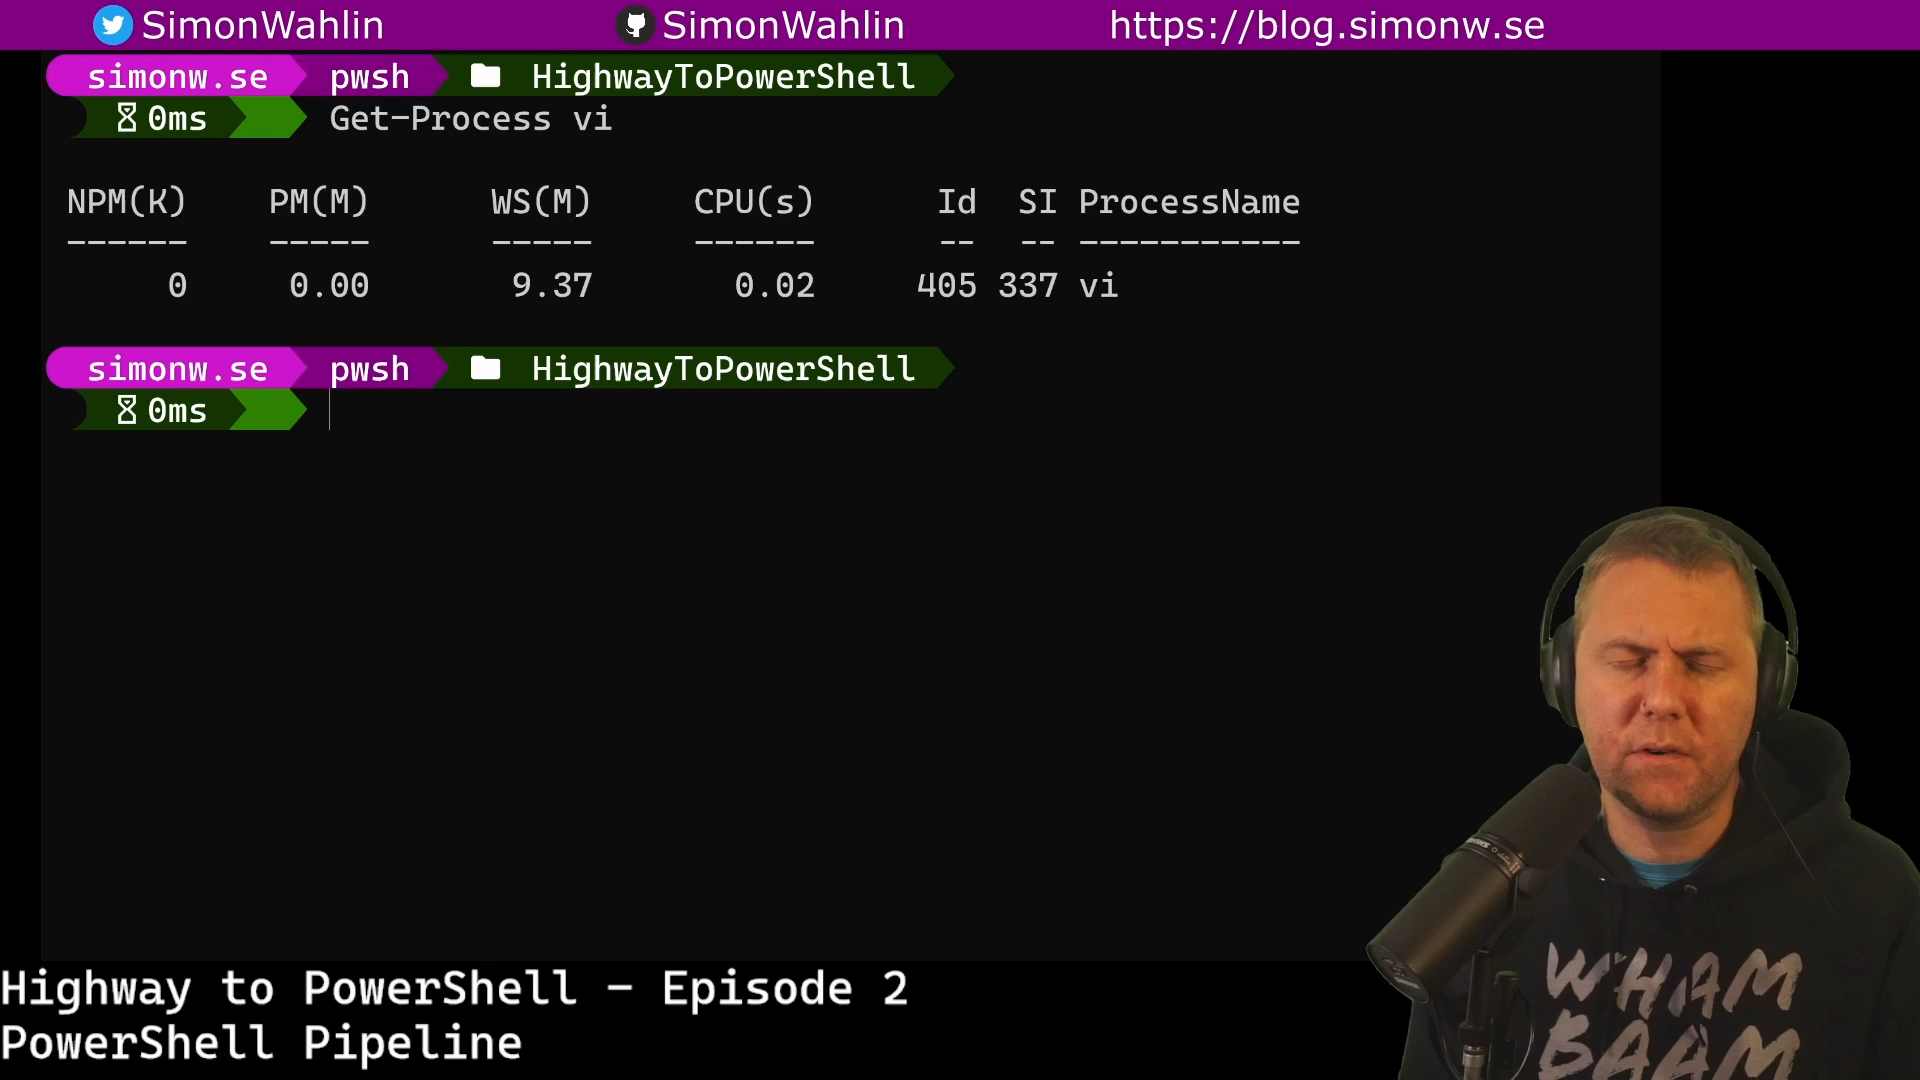 SimonWahlin SimonWahlin https://blog.simonw.se
simonw.se pwsh HighwayToPowerShell
0ms Get-Process vi
NPM(K) PM(M) WS(M) CPU(s) Id SI ProcessName
------ ----- ----- ------ -- -- -----------
0 0.00 9.37 0.02 405 337 vi
simonw.se pwsh HighwayToPowerShell
0ms
WHAM
BAAM
Highway to PowerShell - Episode 2
PowerShell Pipeline